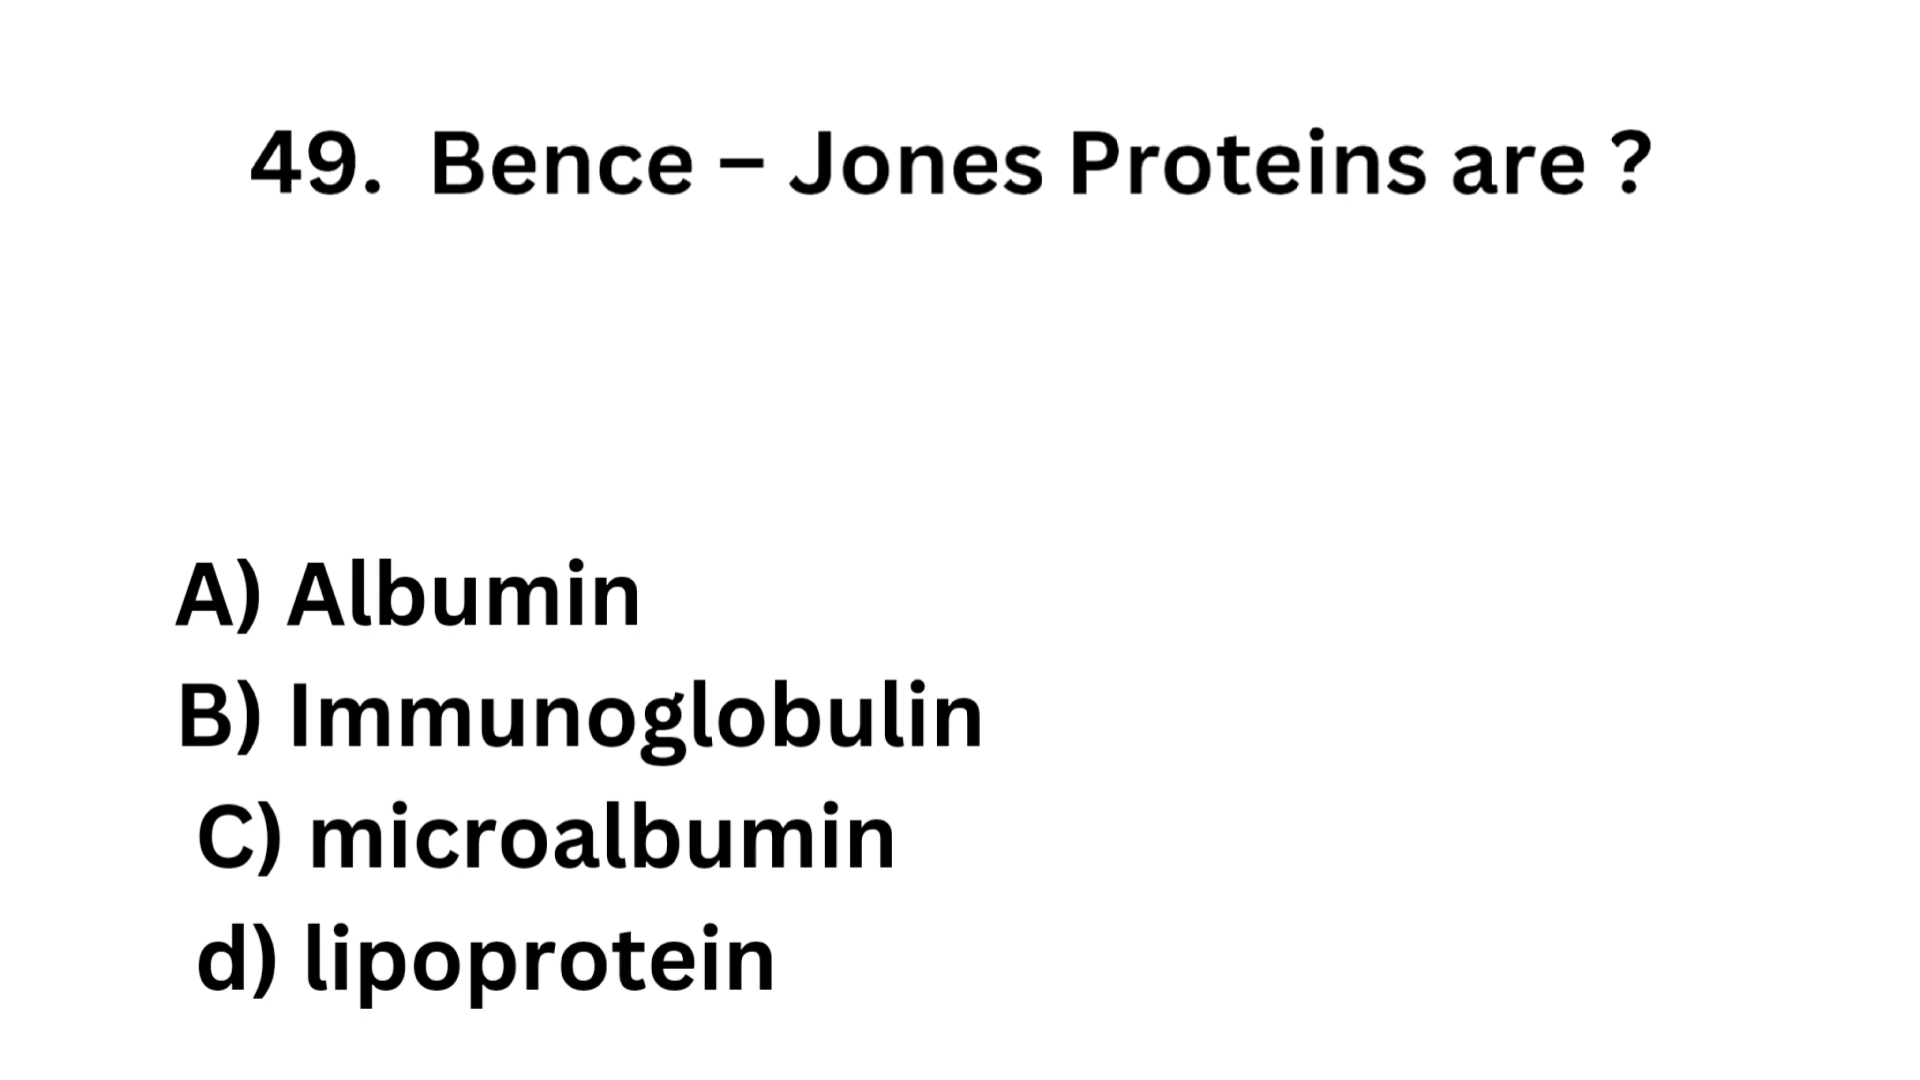 49. Bence – Jones Proteins are ?
A) Albumin
B) Immunoglobulin
C) microalbumin
d) lipoprotein